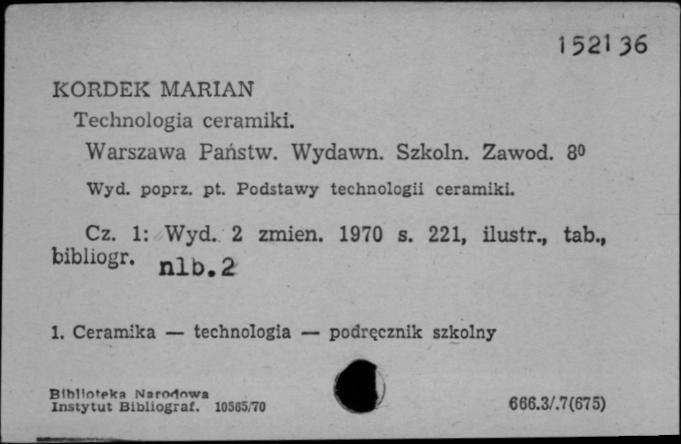 152136
KORDEK MARIAN
Technologia ceramiki.
Warszawa Państw. Wydawn. Szkoln. Zawod. 8⁰
Wyd. poprz. pt. Podstawy technologii ceramiki.
Cz. 1: Wyd. 2 zmien. 1970 s. 221, ilustr., tab.,
bibliogr. nlb. 2
1. Ceramika — technologia — podręcznik szkolny
Biblioteka Narodowa
Instytut Bibliograf. 10565/70
666.3/.7(675)